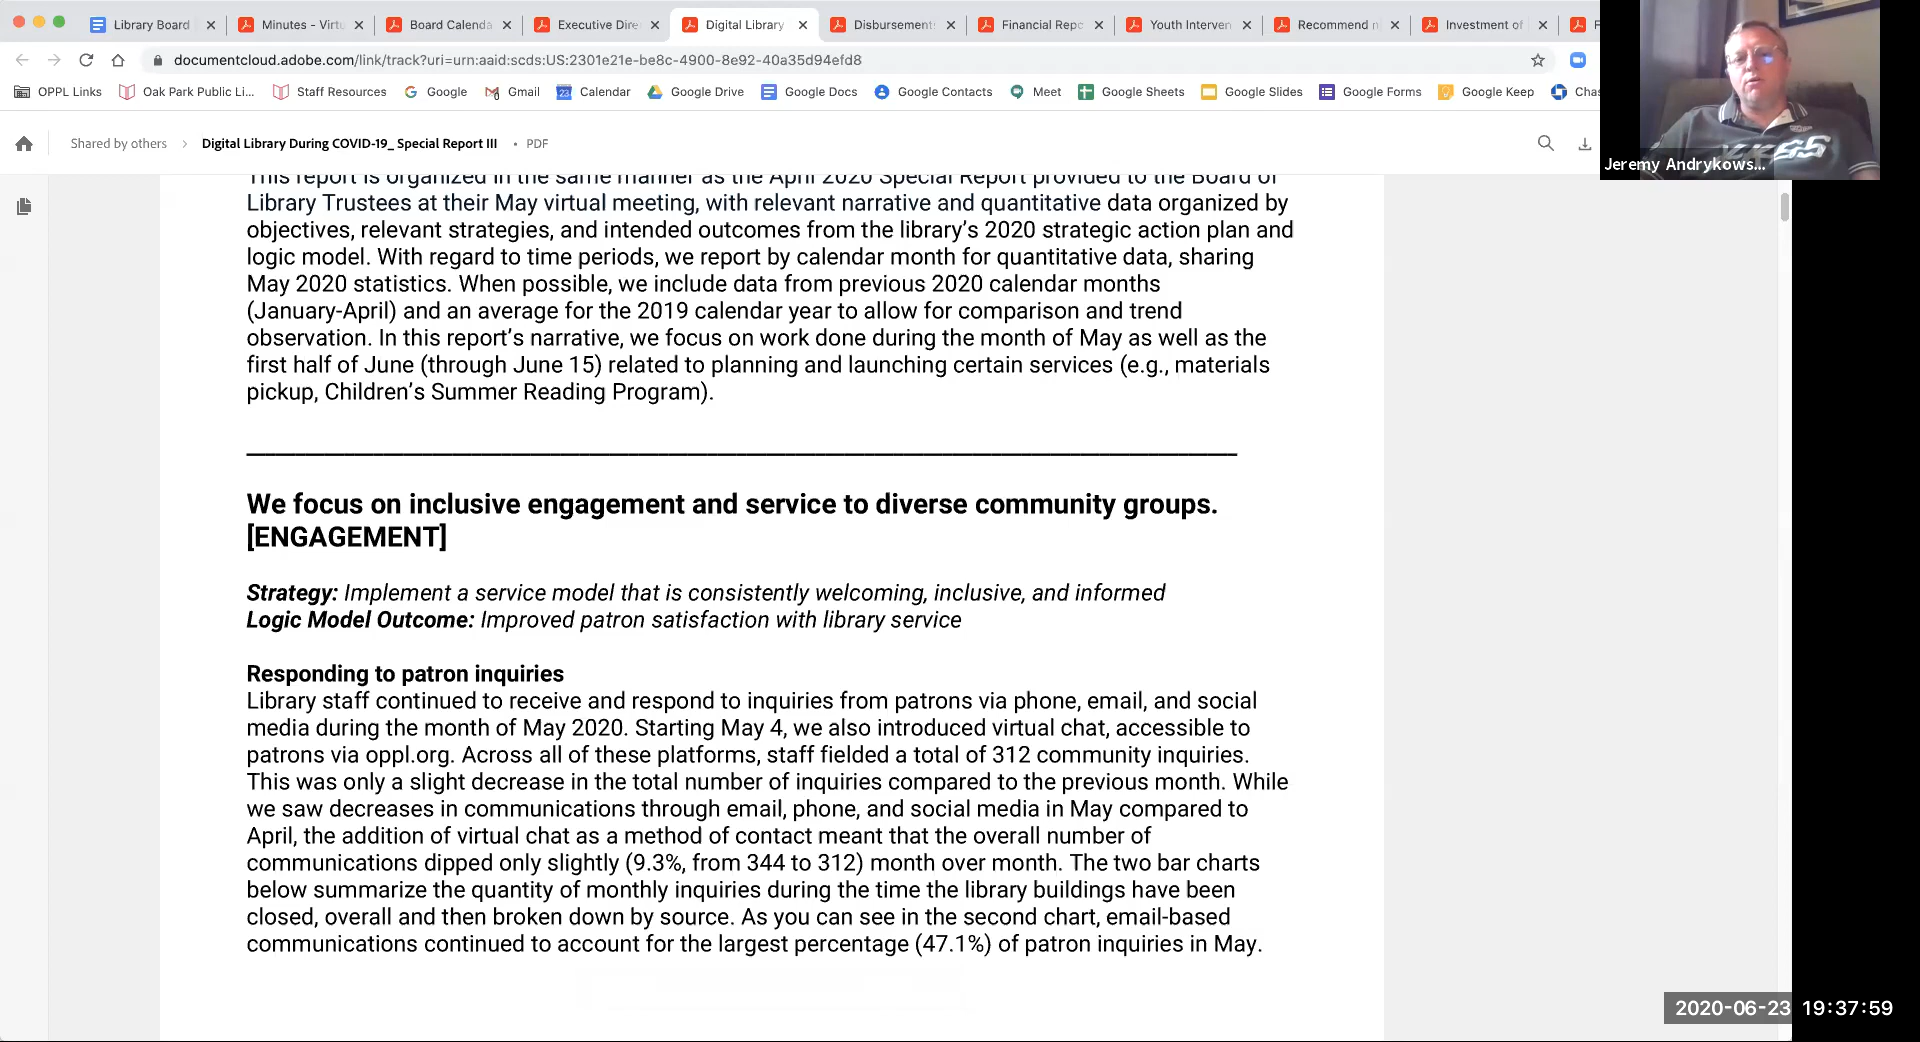 Library Board
Minutes - Virtu
Board Calenda
Executive Dire
Digital Library
Disbursement
Financial Repo
Youth Interven
Recommend n
Investment of
documentcloud.adobe.com/link/track?uri=urn:aaid:scds:US:2301e21e-be8c-4900-8e92-40a35d94efd8
OPPL Links
Oak Park Public Li...
Staff Resources
Google
Gmail
Calendar
Google Drive
Google Docs
Google Contacts
Meet
Google Sheets
Google Slides
Google Forms
Google Keep
Chas
Shared by others > Digital Library During COVID-19_ Special Report III • PDF
Jeremy Andrykows...
This report is organized in the same manner as the April 2020 Special Report provided to the Board of
Library Trustees at their May virtual meeting, with relevant narrative and quantitative data organized by
objectives, relevant strategies, and intended outcomes from the library's 2020 strategic action plan and
logic model. With regard to time periods, we report by calendar month for quantitative data, sharing
May 2020 statistics. When possible, we include data from previous 2020 calendar months
(January-April) and an average for the 2019 calendar year to allow for comparison and trend
observation. In this report's narrative, we focus on work done during the month of May as well as the
first half of June (through June 15) related to planning and launching certain services (e.g., materials
pickup, Children's Summer Reading Program).
We focus on inclusive engagement and service to diverse community groups.
[ENGAGEMENT]
Strategy: Implement a service model that is consistently welcoming, inclusive, and informed
Logic Model Outcome: Improved patron satisfaction with library service
Responding to patron inquiries
Library staff continued to receive and respond to inquiries from patrons via phone, email, and social
media during the month of May 2020. Starting May 4, we also introduced virtual chat, accessible to
patrons via oppl.org. Across all of these platforms, staff fielded a total of 312 community inquiries.
This was only a slight decrease in the total number of inquiries compared to the previous month. While
we saw decreases in communications through email, phone, and social media in May compared to
April, the addition of virtual chat as a method of contact meant that the overall number of
communications dipped only slightly (9.3%, from 344 to 312) month over month. The two bar charts
below summarize the quantity of monthly inquiries during the time the library buildings have been
closed, overall and then broken down by source. As you can see in the second chart, email-based
communications continued to account for the largest percentage (47.1%) of patron inquiries in May.
2020-06-23 19:37:59